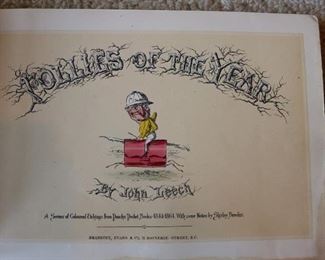 FOLLIES OF THE YEAR
By John Leech
A Series of Coloured Etchings from Punch's Pocket Books 1844-1864. With some Notes by Shirley Brooks.
BRADBURY, EVANS & Co. 11 BOUVERIE-STREET, E.C.